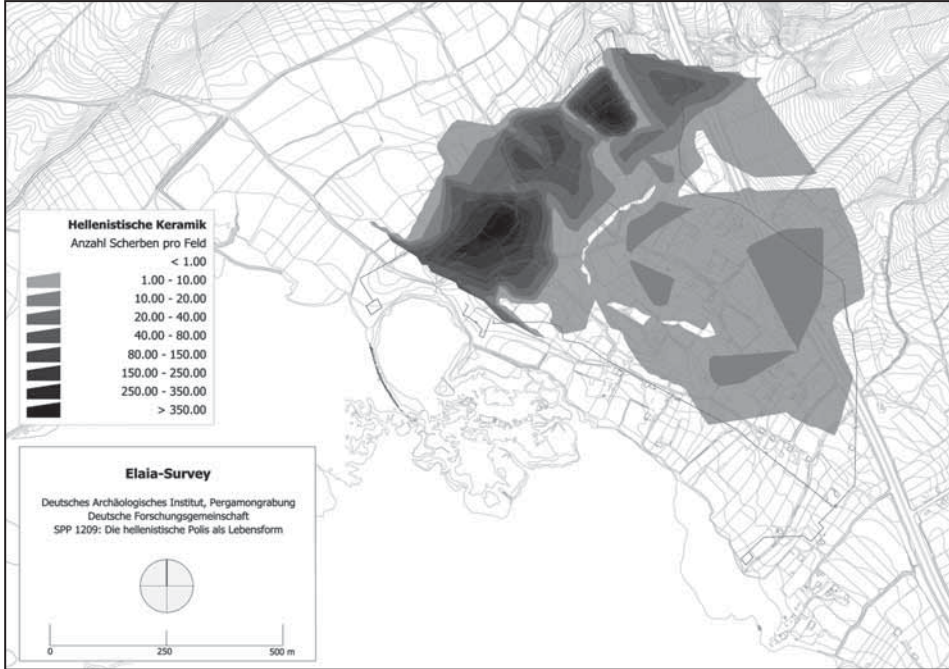 Hellenistische Keramik
Anzahl Scherben pro Feld
< 1.00
1.00 - 10.00
10.00 - 20.00
20.00 - 40.00
40.00 - 80.00
80.00 - 150.00
150.00 - 250.00
250.00 - 350.00
> 350.00
Elaia-Survey
Deutsches Archäologisches Institut, Pergamongrabung
Deutsche Forschungsgemeinschaft
SPP 1209: Die hellenistische Polis als Lebensform
0 250 500 m